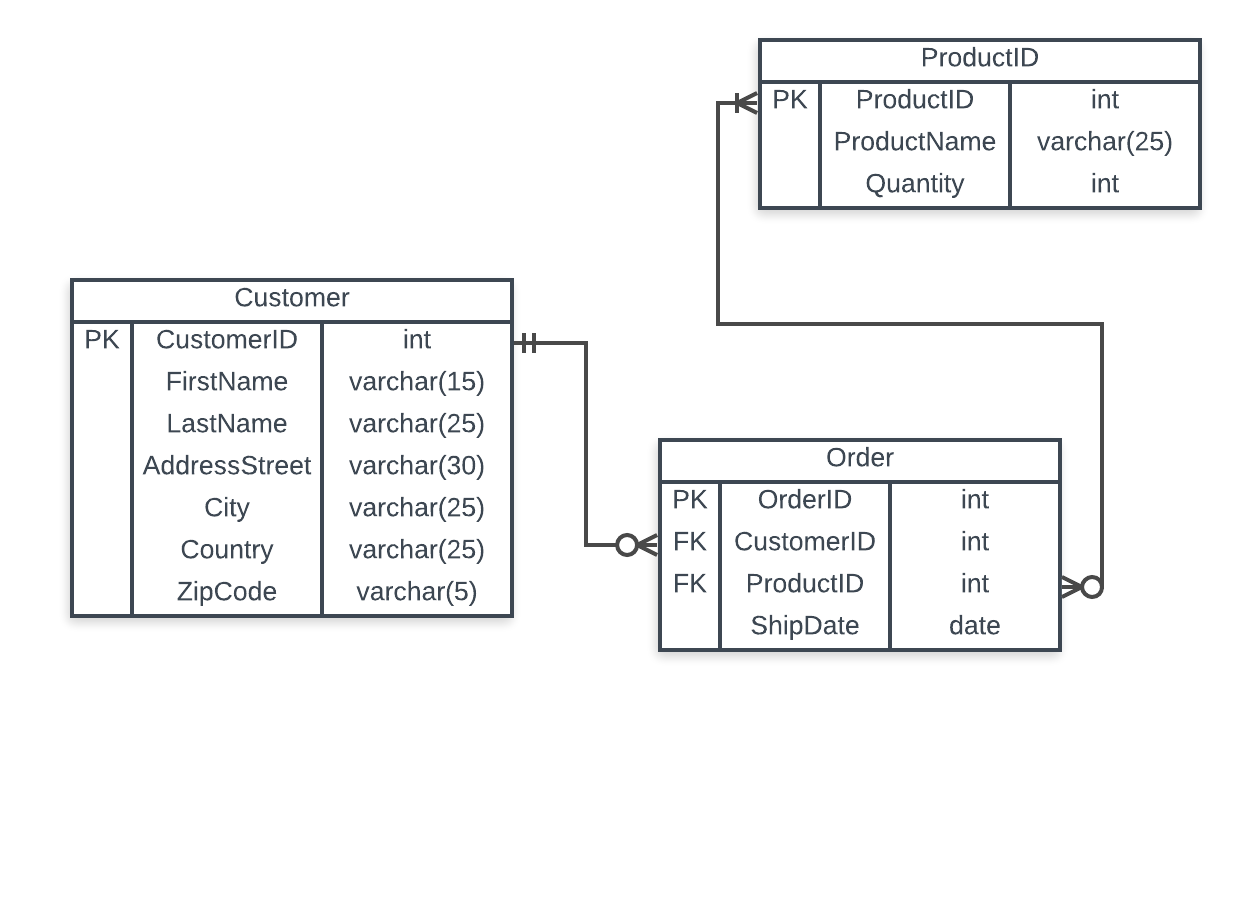 ProductID
PK ProductID int
ProductName varchar(25)
Quantity int
Customer
PK CustomerID int
FirstName varchar(15)
LastName varchar(25)
AddressStreet varchar(30)
City varchar(25)
Country varchar(25)
ZipCode varchar(5)
Order
PK OrderID int
FK CustomerID int
FK ProductID int
ShipDate date